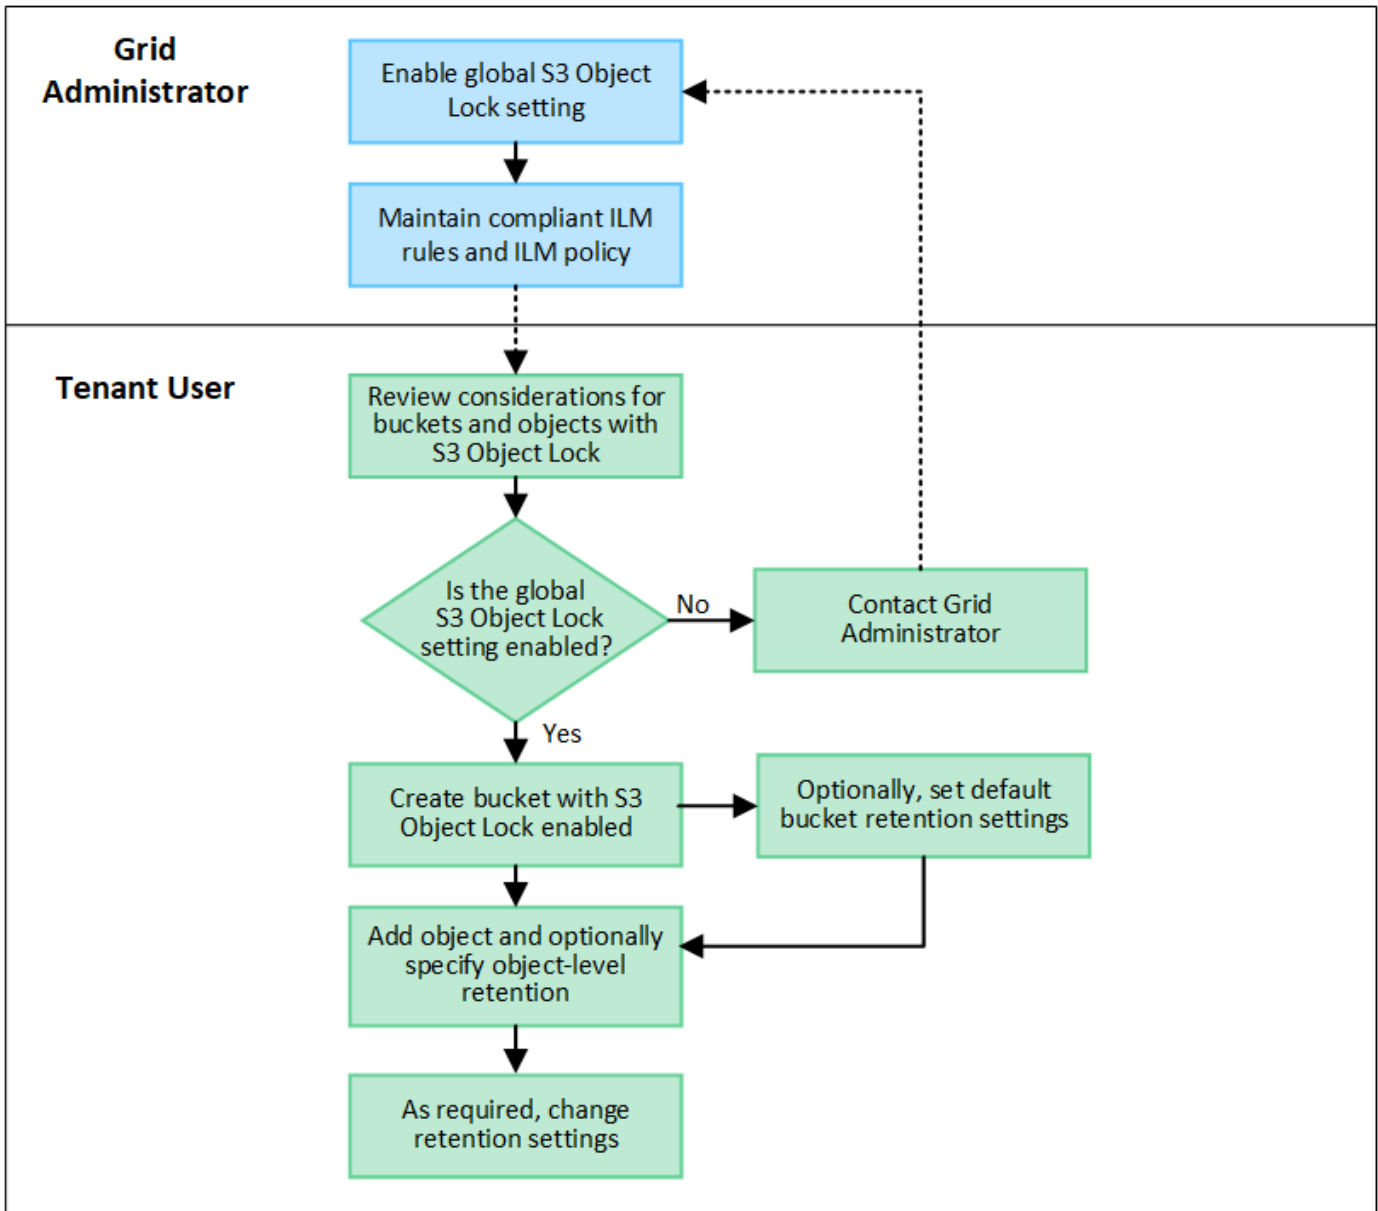 Grid
Administrator
Enable global S3 Object
Lock setting
Maintain compliant ILM
rules and ILM policy
Tenant User
Review considerations for
buckets and objects with
S3 Object Lock
Is the global
S3 Object Lock
setting enabled?
No
Contact Grid
Administrator
Yes
Create bucket with S3
Object Lock enabled
Optionally, set default
bucket retention settings
Add object and optionally
specify object-level
retention
As required, change
retention settings